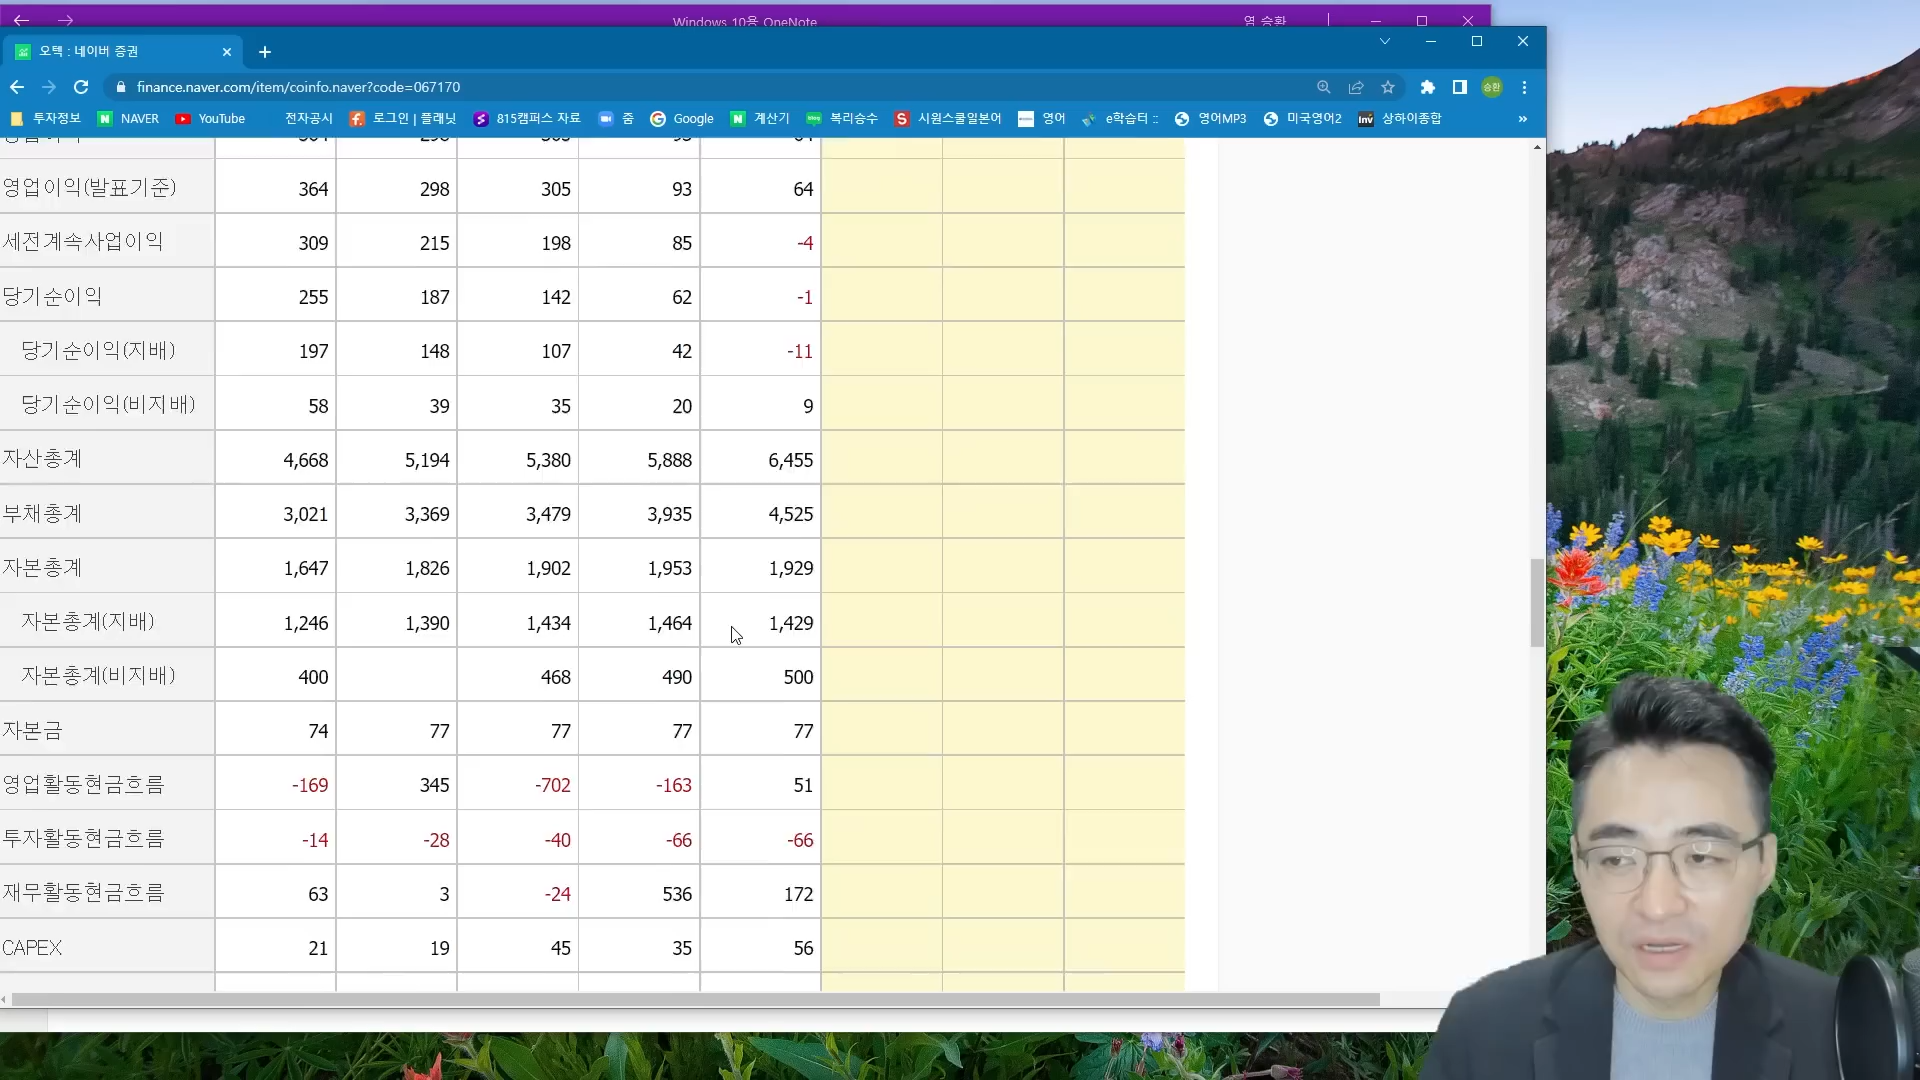 Windows 10용 OneNote
염 승환
오텍 : 네이버 증권
finance.naver.com/item/coinfo.naver?code=067170
승환
투자정보 NAVER YouTube 전자공시 로그인 | 플래닛 815캠퍼스 자료 줌 Google 계산기 복리승수 시원스쿨일본어 영어 e학습터 :: 영어MP3 미국영어2 상하이종합 »
영업이익(발표기준) 364 298 305 93 64
세전계속사업이익 309 215 198 85 -4
당기순이익 255 187 142 62 -1
당기순이익(지배) 197 148 107 42 -11
당기순이익(비지배) 58 39 35 20 9
자산총계 4,668 5,194 5,380 5,888 6,455
부채총계 3,021 3,369 3,479 3,935 4,525
자본총계 1,647 1,826 1,902 1,953 1,929
자본총계(지배) 1,246 1,390 1,434 1,464 1,429
자본총계(비지배) 400 468 490 500
자본금 74 77 77 77 77
영업활동현금흐름 -169 345 -702 -163 51
투자활동현금흐름 -14 -28 -40 -66 -66
재무활동현금흐름 63 3 -24 536 172
CAPEX 21 19 45 35 56